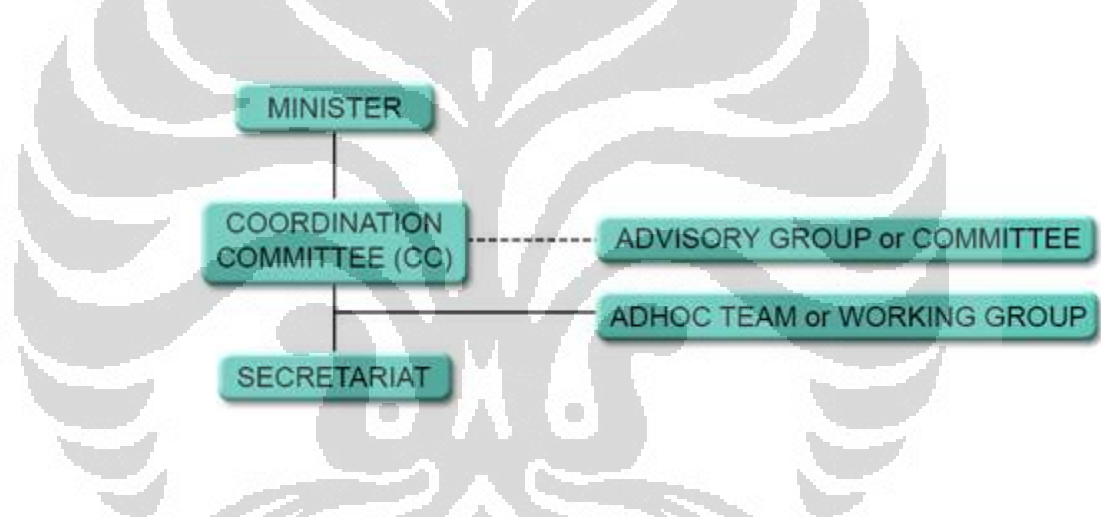 MINISTER
COORDINATION
COMMITTEE (CC)
ADVISORY GROUP or COMMITTEE
ADHOC TEAM or WORKING GROUP
SECRETARIAT